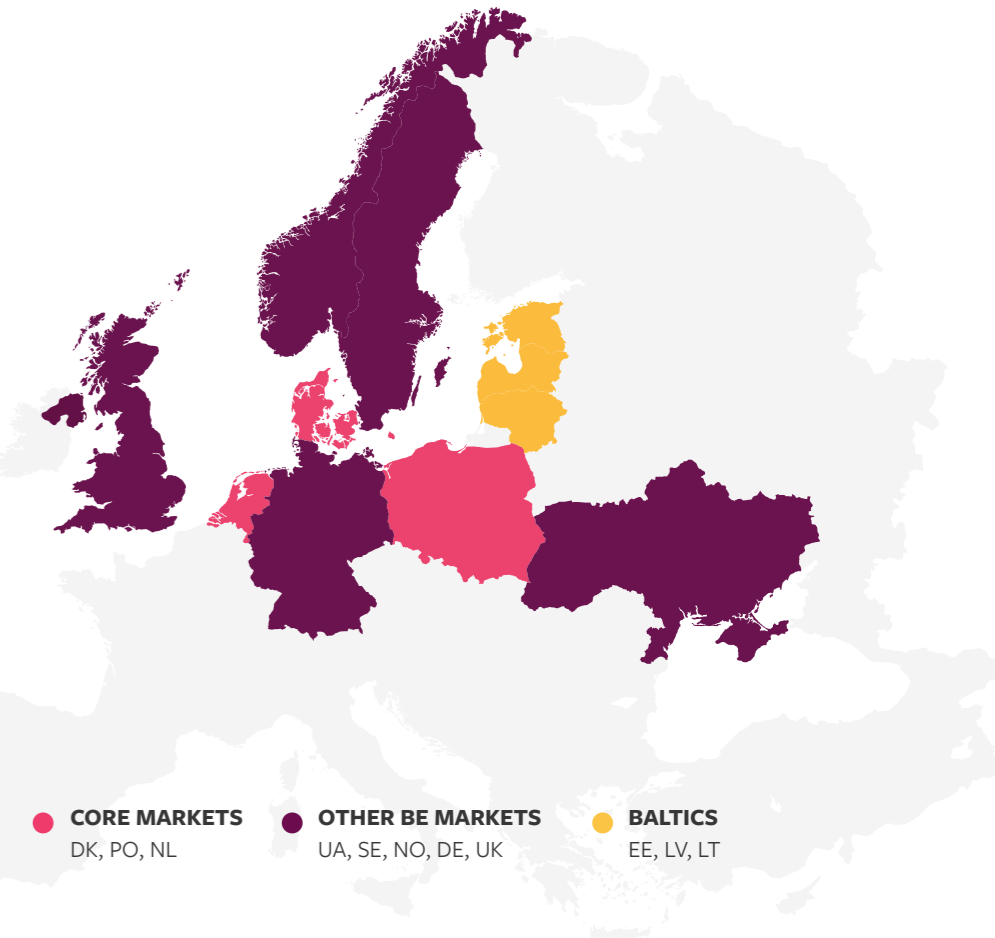 CORE MARKETS
DK, PO, NL
OTHER BE MARKETS
UA, SE, NO, DE, UK
BALTICS
EE, LV, LT